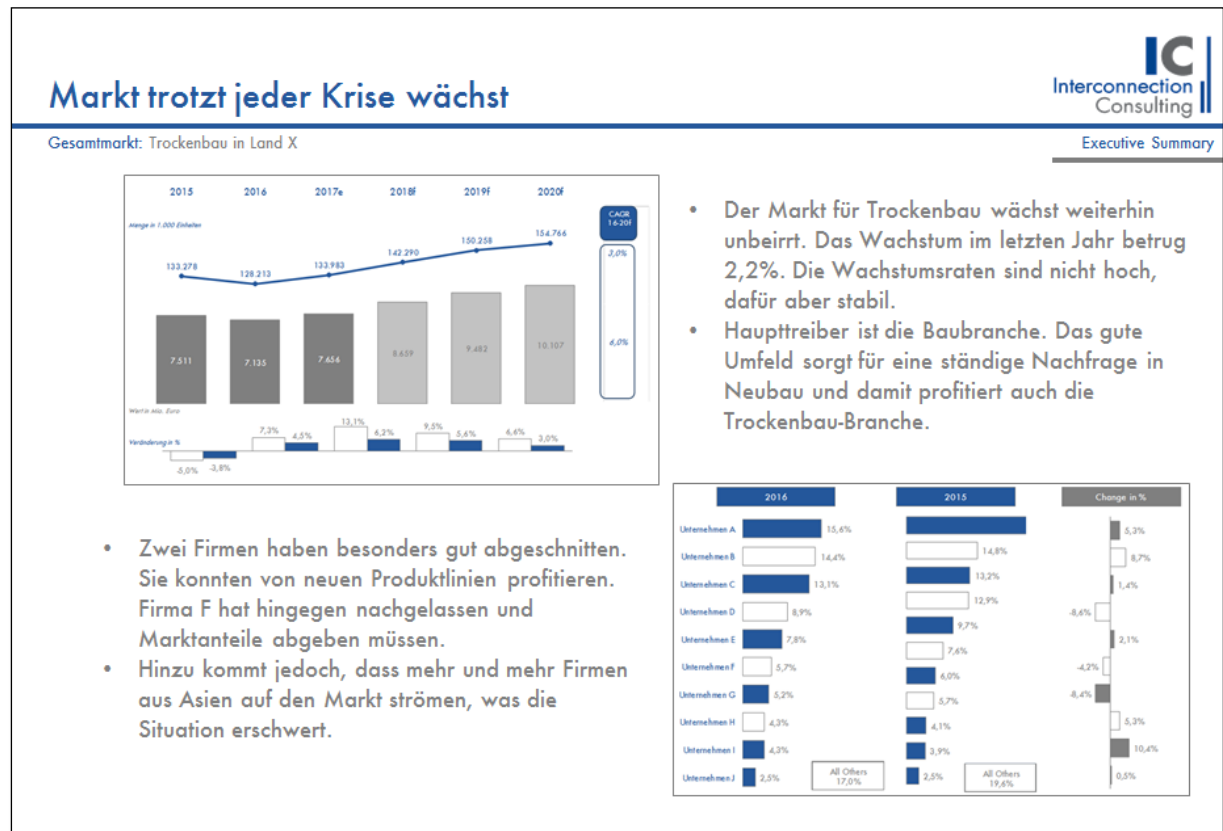 IC
Interconnection
Consulting
Markt trotzt jeder Krise wächst
Gesamtmarkt: Trockenbau in Land X
Executive Summary
2015 2016 2017e 2018f 2019f 2020f
CAGR
16-20f
Menge in 1.000 Einheiten
133.278 128.213 133.983 142.290 150.258 154.766
3,0%
7.511 7.135 7.656 8.659 9.482 10.107
6,0%
Wert in Mio. Euro
Veränderung in %
-5,0% -3,8% 7,3% 4,5% 13,1% 6,2% 9,5% 5,6% 6,6% 3,0%
• Der Markt für Trockenbau wächst weiterhin
unbeirrt. Das Wachstum im letzten Jahr betrug
2,2%. Die Wachstumsraten sind nicht hoch,
dafür aber stabil.
• Haupttreiber ist die Baubranche. Das gute
Umfeld sorgt für eine ständige Nachfrage in
Neubau und damit profitiert auch die
Trockenbau-Branche.
• Zwei Firmen haben besonders gut abgeschnitten.
Sie konnten von neuen Produktlinien profitieren.
Firma F hat hingegen nachgelassen und
Marktanteile abgeben müssen.
• Hinzu kommt jedoch, dass mehr und mehr Firmen
aus Asien auf den Markt strömen, was die
Situation erschwert.
2016 2015 Change in %
Unternehmen A 15,6% 5,3%
Unternehmen B 14,4% 14,8% 8,7%
Unternehmen C 13,1% 13,2% 1,4%
Unternehmen D 8,9% 12,9% -8,6%
Unternehmen E 7,8% 9,7% 2,1%
Unternehmen F 5,7% 7,6% -4,2%
Unternehmen G 5,2% 6,0% -8,4%
Unternehmen H 4,3% 5,7% 5,3%
Unternehmen I 4,3% 4,1% 10,4%
Unternehmen J 2,5% 3,9% 0,5%
2,5%
All Others
17,0%
All Others
19,6%